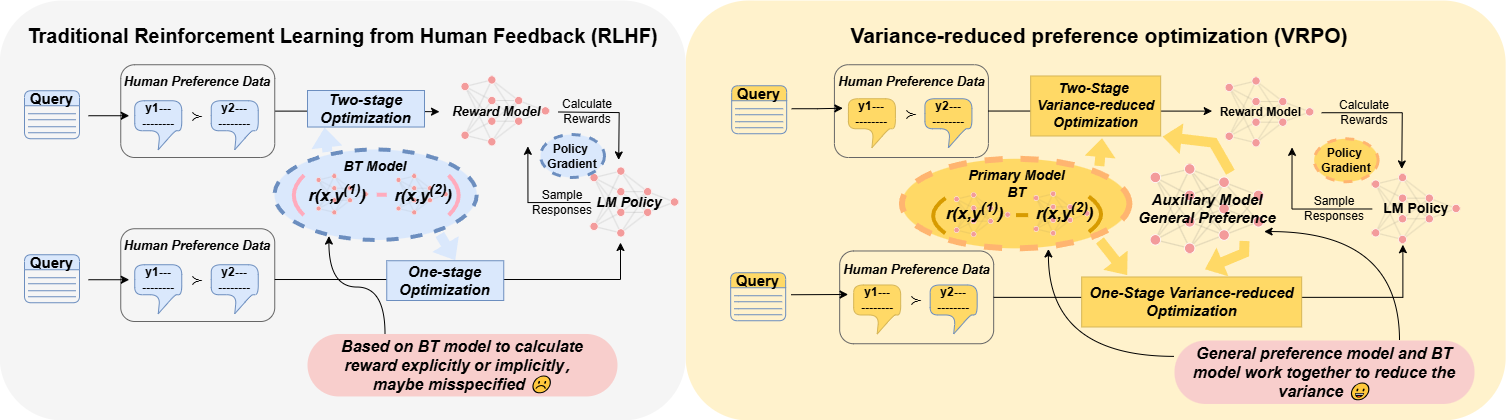 Traditional Reinforcement Learning from Human Feedback (RLHF)
Query
Human Preference Data
y1---
--------
≻
y2---
--------
Two-stage
Optimization
Reward Model
Calculate
Rewards
Policy
Gradient
BT Model
(r(x,y(1)) − r(x,y(2)))
Sample
Responses
LM Policy
Query
Human Preference Data
y1---
--------
≻
y2---
--------
One-stage
Optimization
Based on BT model to calculate
reward explicitly or implicitly,
maybe misspecified ☹
Variance-reduced preference optimization (VRPO)
Query
Human Preference Data
y1---
--------
≻
y2---
--------
Two-Stage
Variance-reduced
Optimization
Reward Model
Calculate
Rewards
Policy
Gradient
Primary Model
BT
(r(x,y(1)) − r(x,y(2)))
Auxiliary Model
General Preference
Sample
Responses
LM Policy
Query
Human Preference Data
y1---
--------
≻
y2---
--------
One-Stage Variance-reduced
Optimization
General preference model and BT
model work together to reduce the
variance 😀